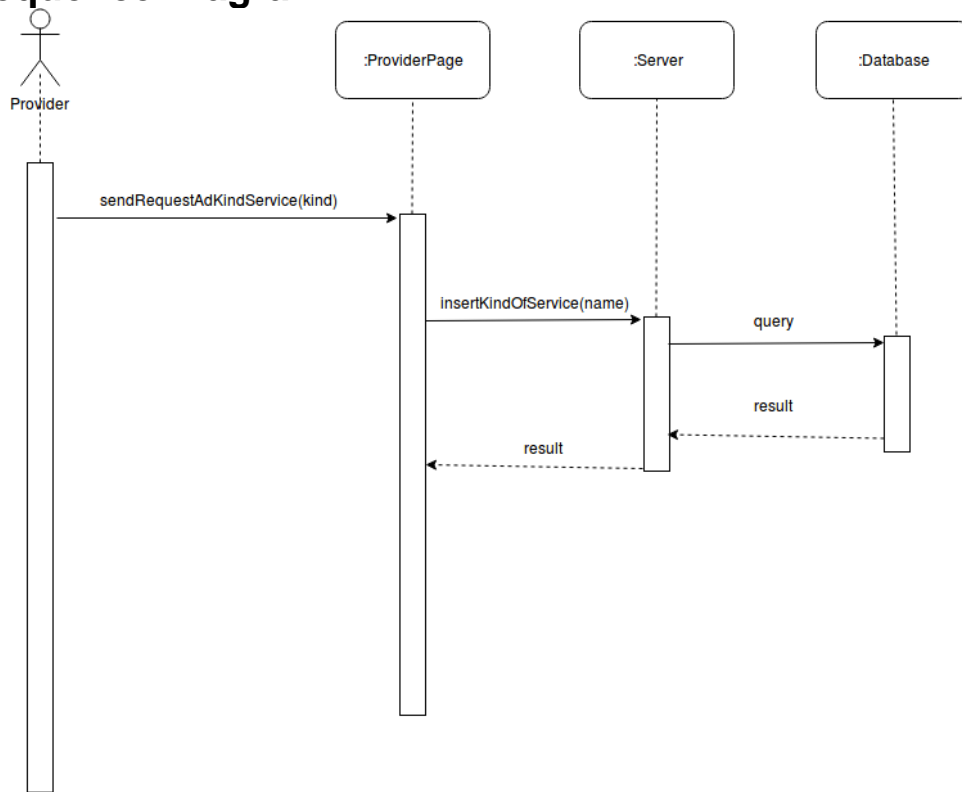 :ProviderPage
:Server
:Database
Provider
sendRequestAdKindService(kind)
insertKindOfService(name)
query
result
result